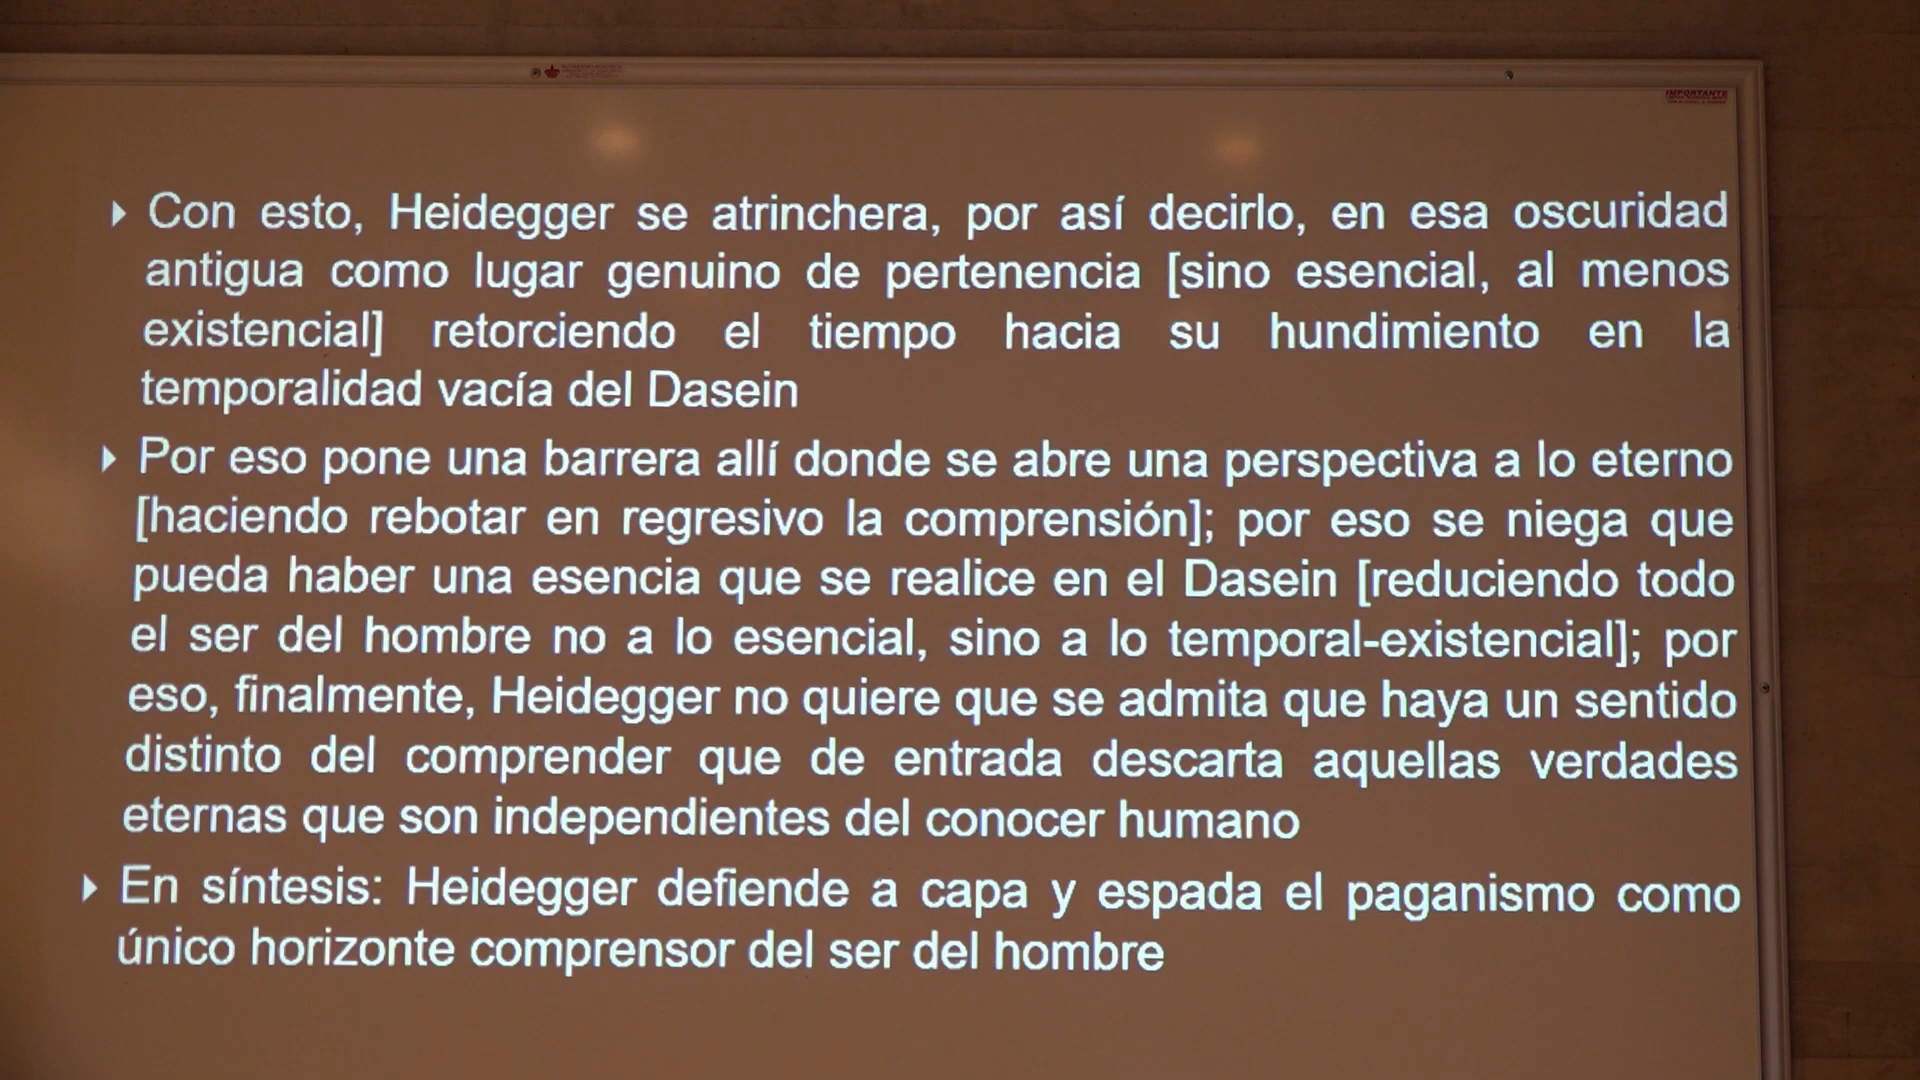 IMPORTANTE
Con esto, Heidegger se atrinchera, por así decirlo, en esa oscuridad
antigua como lugar genuino de pertenencia [sino esencial, al menos
existencial] retorciendo el tiempo hacia su hundimiento en la
temporalidad vacía del Dasein
Por eso pone una barrera allí donde se abre una perspectiva a lo eterno
[haciendo rebotar en regresivo la comprensión]; por eso se niega que
pueda haber una esencia que se realice en el Dasein [reduciendo todo
el ser del hombre no a lo esencial, sino a lo temporal-existencial]; por
eso, finalmente, Heidegger no quiere que se admita que haya un sentido
distinto del comprender que de entrada descarta aquellas verdades
eternas que son independientes del conocer humano
En síntesis: Heidegger defiende a capa y espada el paganismo como
único horizonte comprensor del ser del hombre